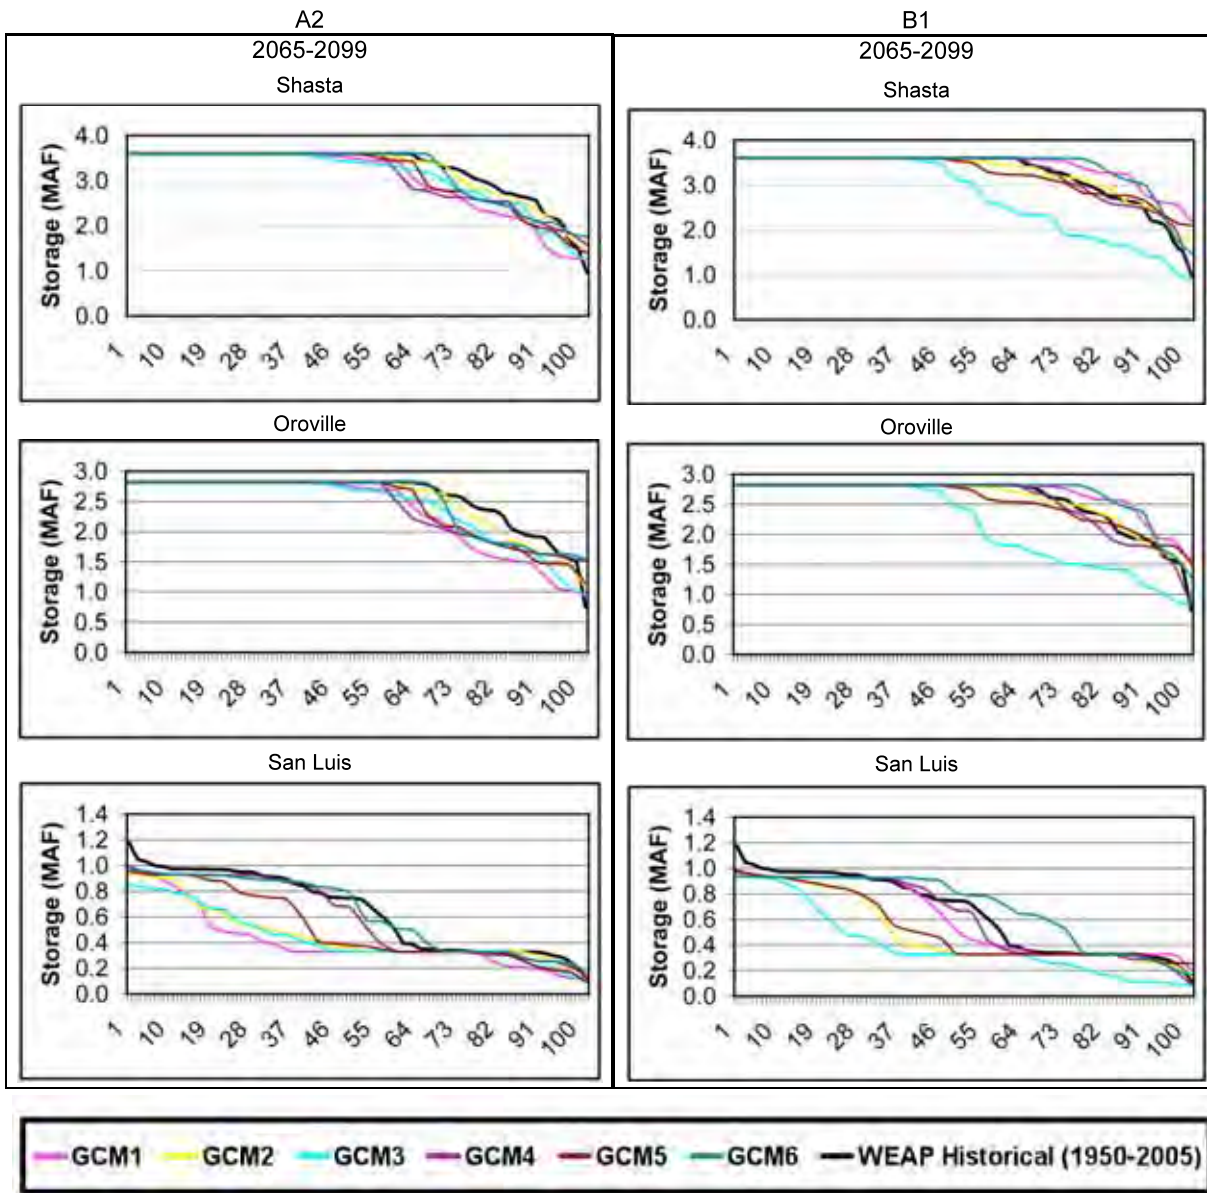 A2
2065-2099
Shasta
Storage (MAF)
4.0
3.0
2.0
1.0
0.0
1 10 19 28 37 46 55 64 73 82 91 100
Oroville
Storage (MAF)
3.0
2.5
2.0
1.5
1.0
0.5
0.0
1 10 19 28 37 46 55 64 73 82 91 100
San Luis
Storage (MAF)
1.4
1.2
1.0
0.8
0.6
0.4
0.2
0.0
1 10 19 28 37 46 55 64 73 82 91 100
B1
2065-2099
Shasta
Storage (MAF)
4.0
3.0
2.0
1.0
0.0
1 10 19 28 37 46 55 64 73 82 91 100
Oroville
Storage (MAF)
3.0
2.5
2.0
1.5
1.0
0.5
0.0
1 10 19 28 37 46 55 64 73 82 91 100
San Luis
Storage (MAF)
1.4
1.2
1.0
0.8
0.6
0.4
0.2
0.0
1 10 19 28 37 46 55 64 73 82 91 100
GCM1 GCM2 GCM3 GCM4 GCM5 GCM6 WEAP Historical (1950-2005)